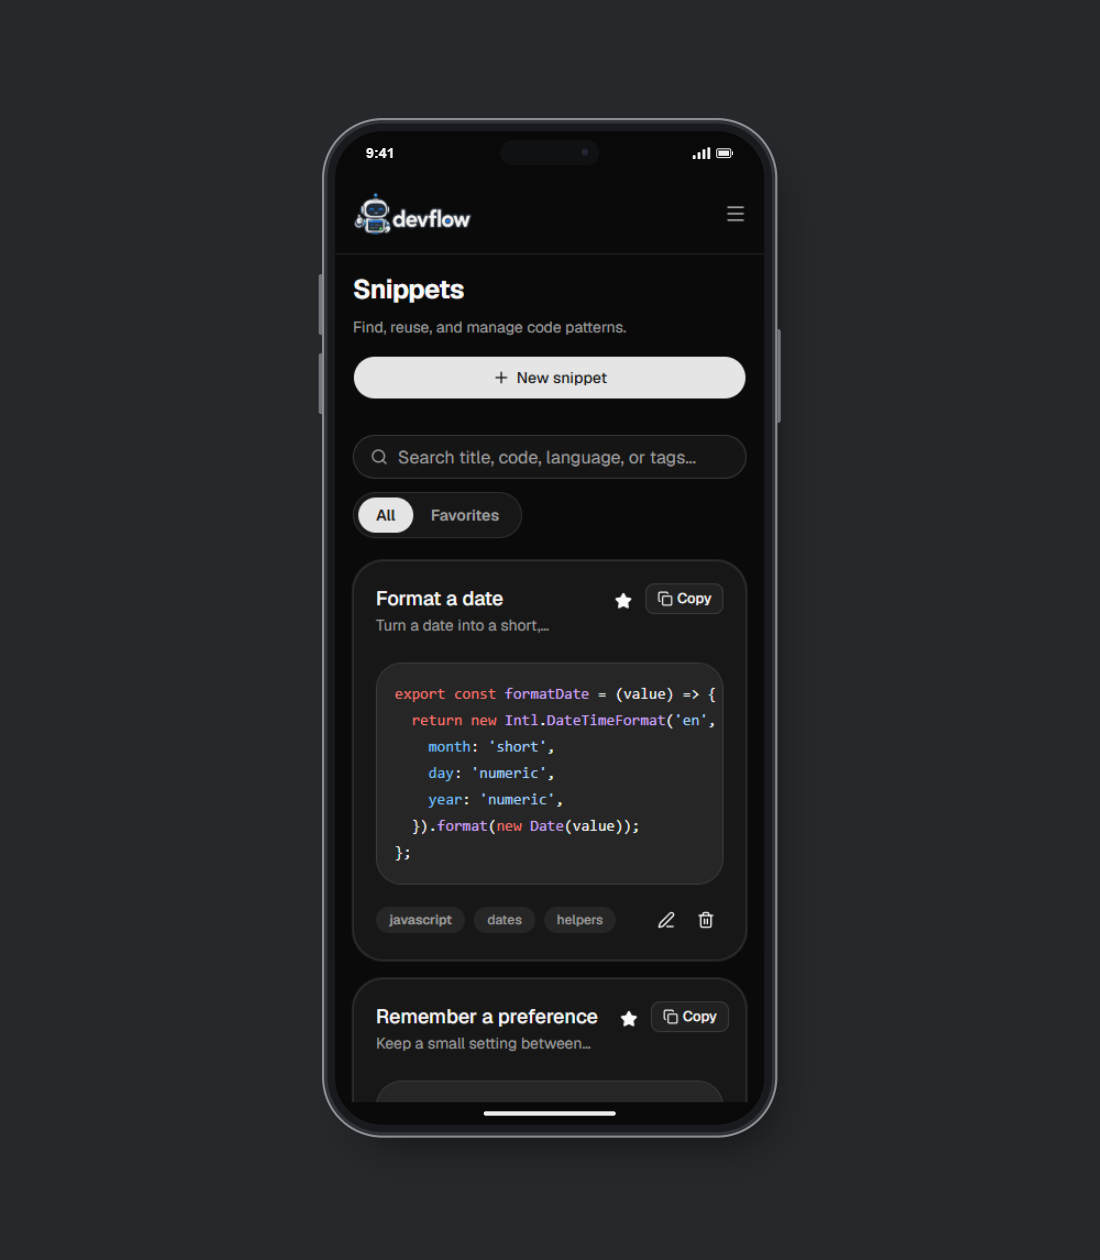 9:41
devflow
Snippets
Find, reuse, and manage code patterns.
+ New snippet
Search title, code, language, or tags...
All Favorites
Format a date Copy
Turn a date into a short,...
export const formatDate = (value) => {
  return new Intl.DateTimeFormat('en',
    month: 'short',
    day: 'numeric',
    year: 'numeric',
  }).format(new Date(value));
};
javascript dates helpers
Remember a preference Copy
Keep a small setting between...